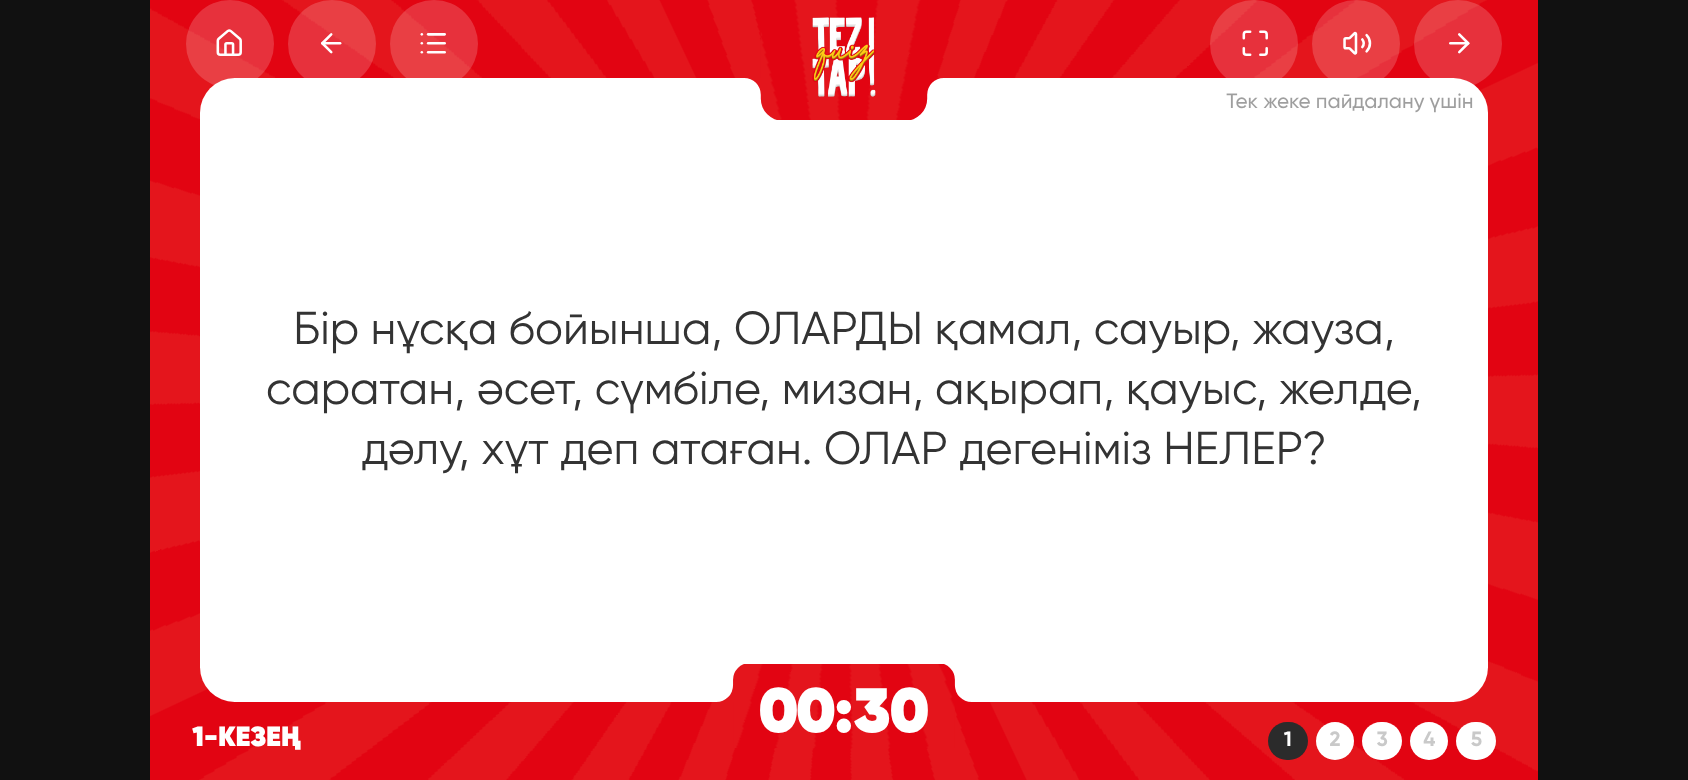 TEZ
quiz
TAP!
Тек жеке пайдалану үшін
Бір нұсқа бойынша, ОЛАРДЫ қамал, сауыр, жауза,
саратан, әсет, сүмбіле, мизан, ақырап, қауыс, желде,
дәлу, хұт деп атаған. ОЛАР дегеніміз НЕЛЕР?
00:30
1-КЕЗЕҢ
1 2 3 4 5